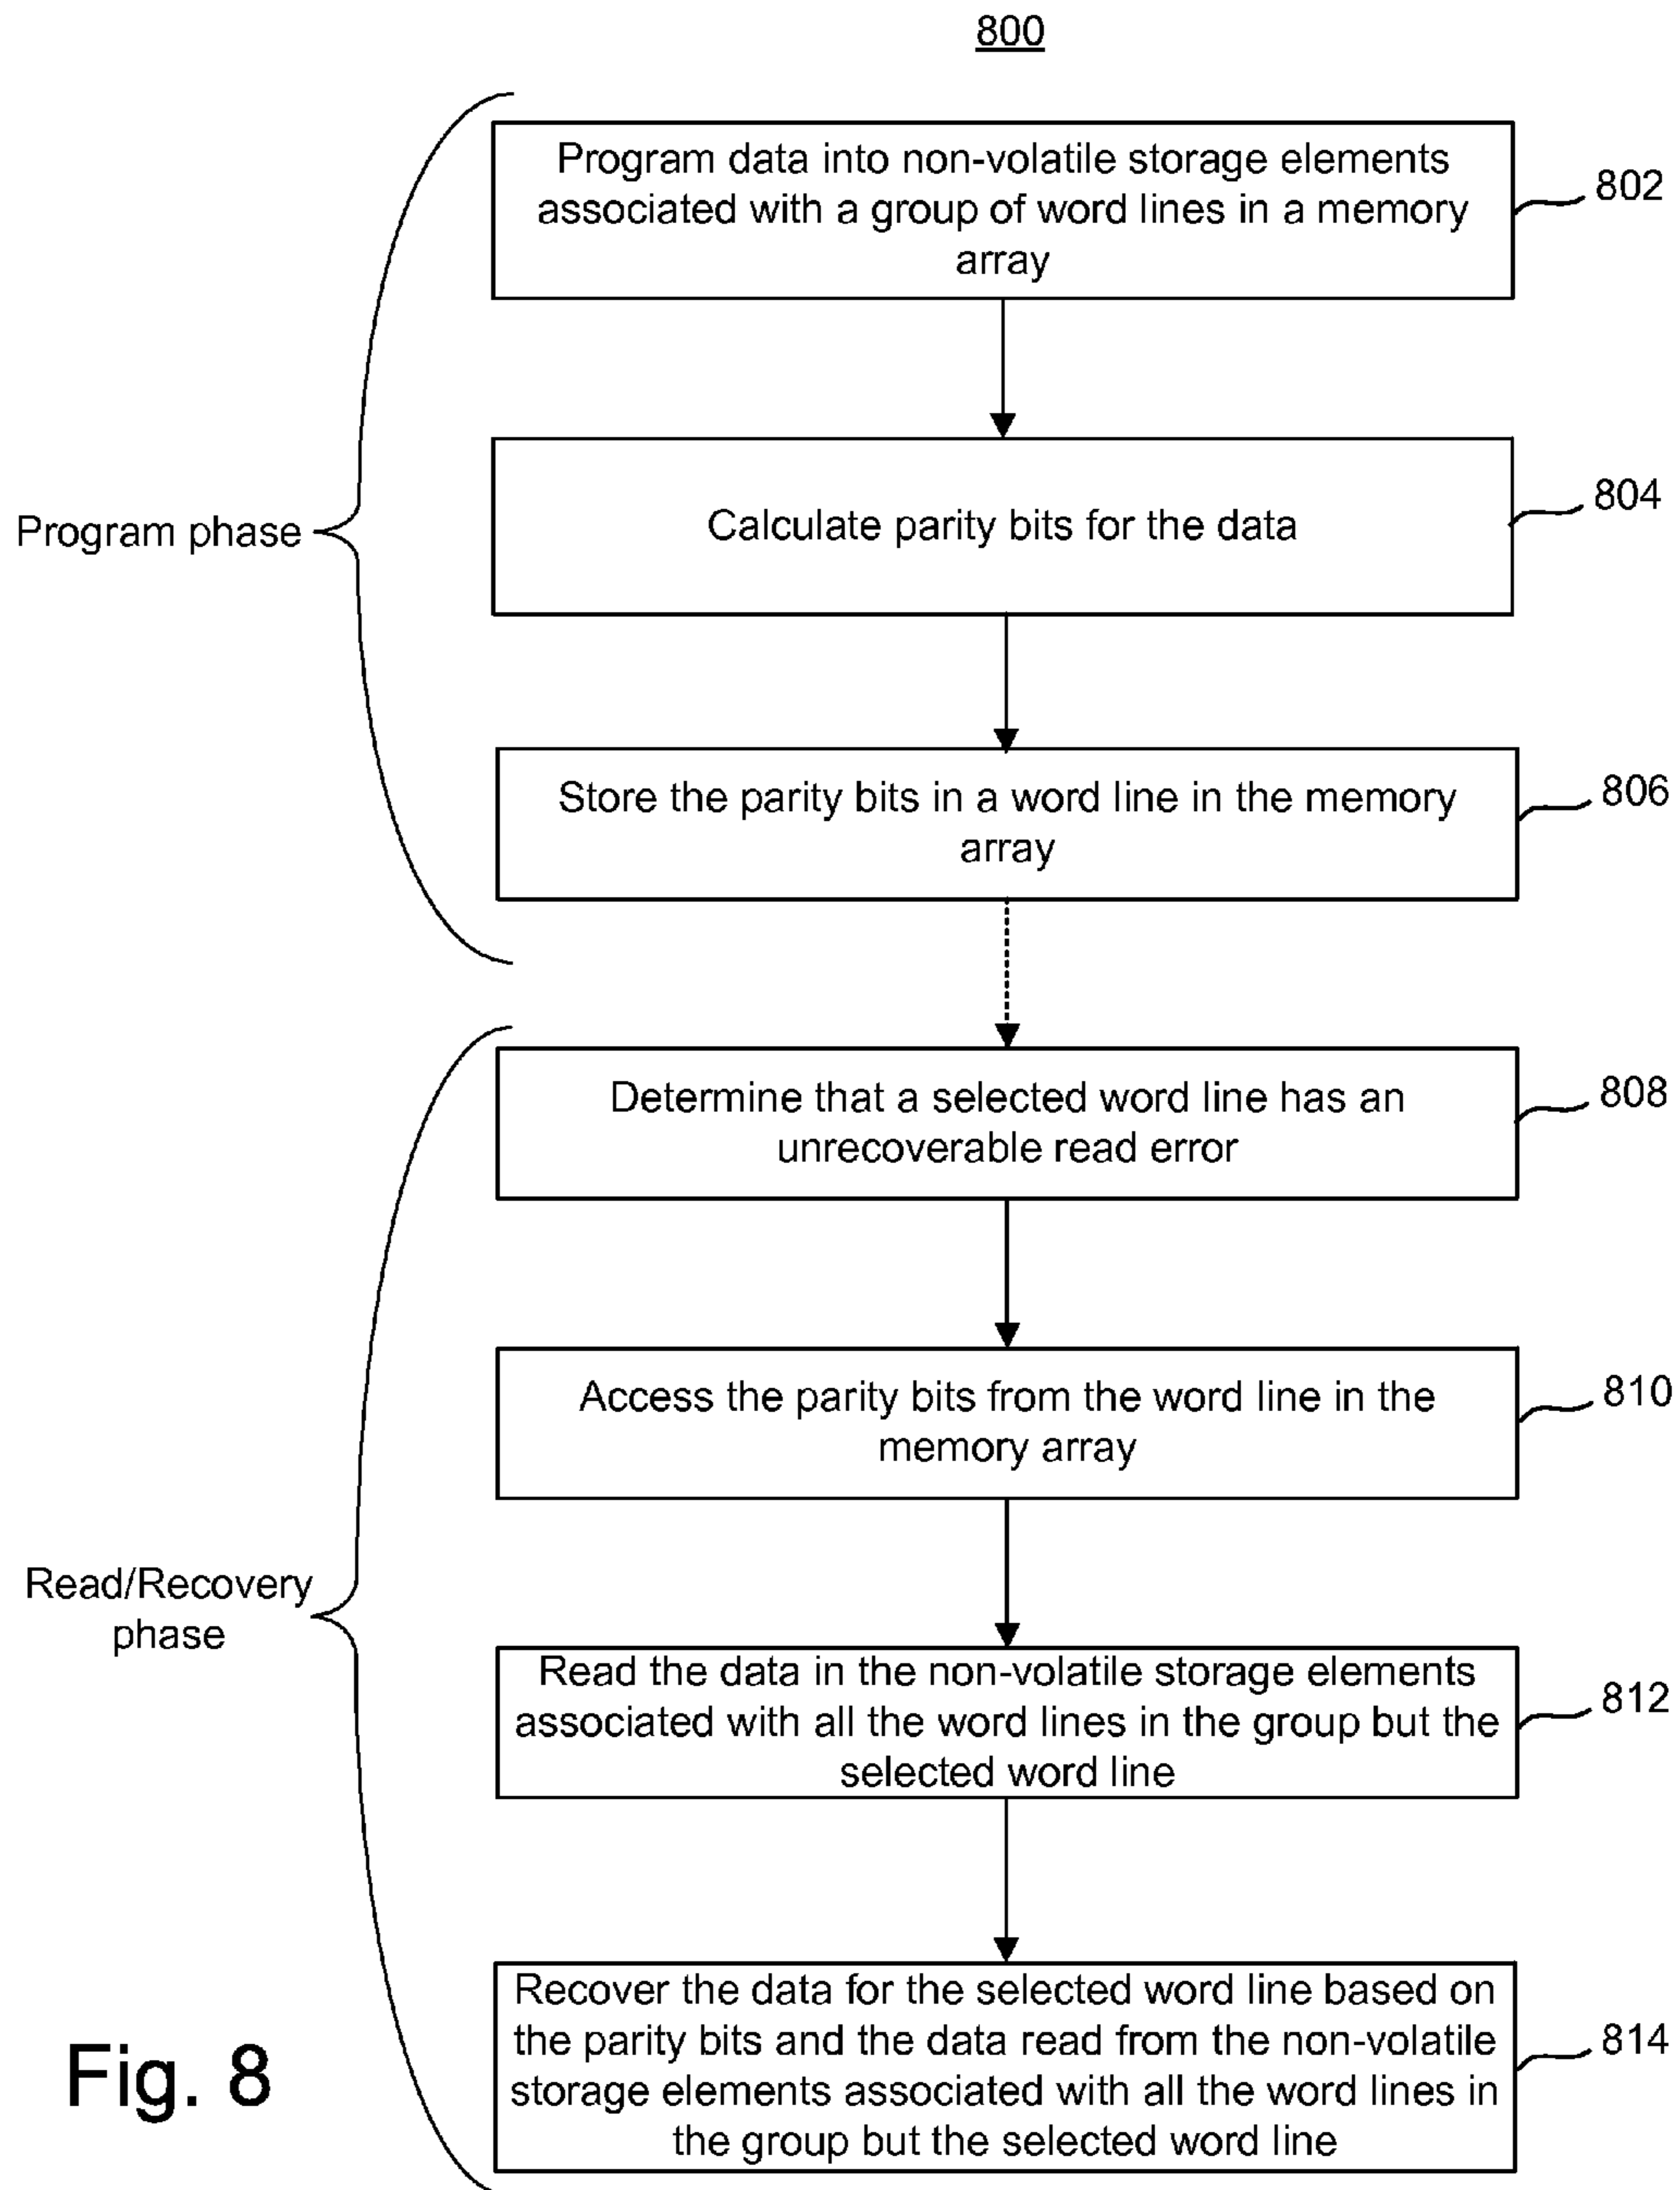 800
Program data into non-volatile storage elements
associated with a group of word lines in a memory
array
802
Calculate parity bits for the data
804
Program phase
Store the parity bits in a word line in the memory
array
806
Determine that a selected word line has an
unrecoverable read error
808
Access the parity bits from the word line in the
memory array
810
Read/Recovery
phase
Read the data in the non-volatile storage elements
associated with all the word lines in the group but the
selected word line
812
Recover the data for the selected word line based on
the parity bits and the data read from the non-volatile
storage elements associated with all the word lines in
the group but the selected word line
814
Fig. 8